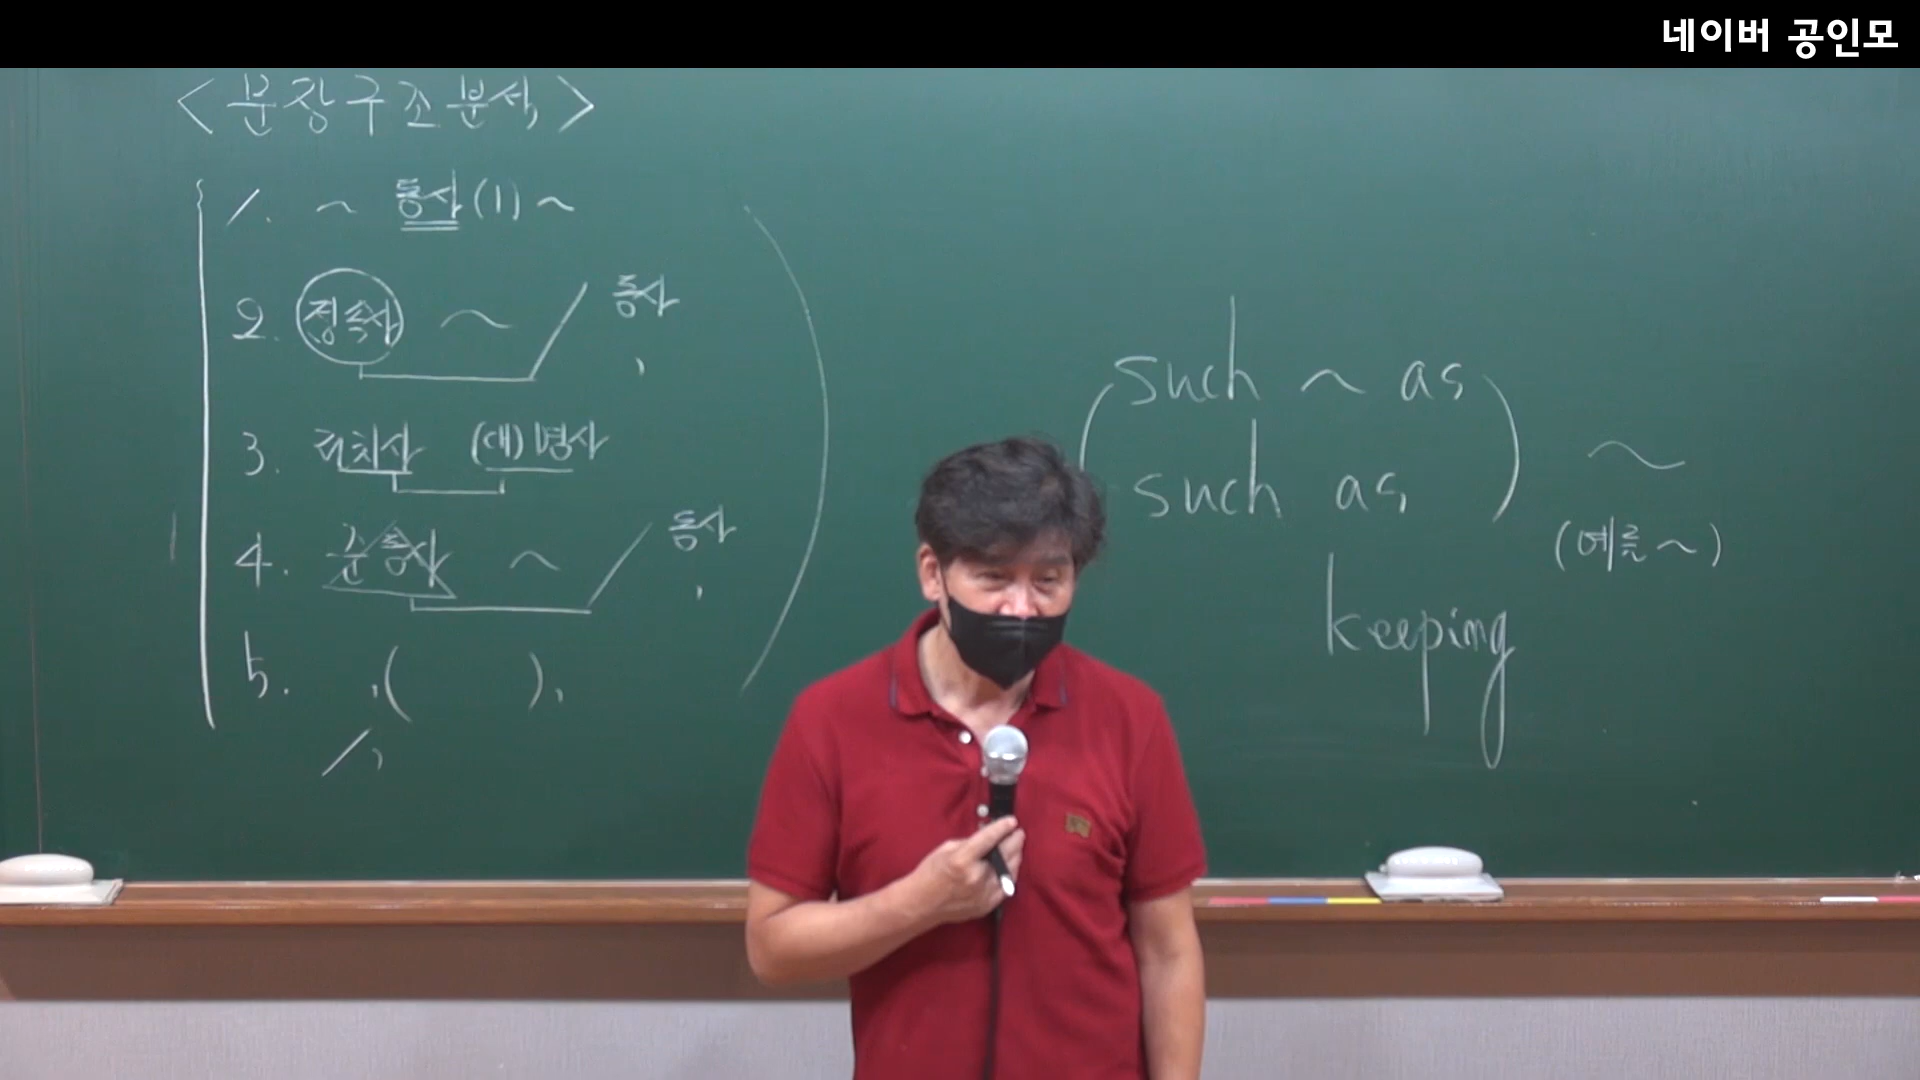 네이버 공인모
<문장구조분석>
1. ~ 동사(1) ~
2. 접속사 ~ / 동사 ,
3. 전치사 (대)명사
4. 준동사 ~ / 동사 ,
5. ,( ),
/,
such ~ as
such as ~
(예를~)
keeping